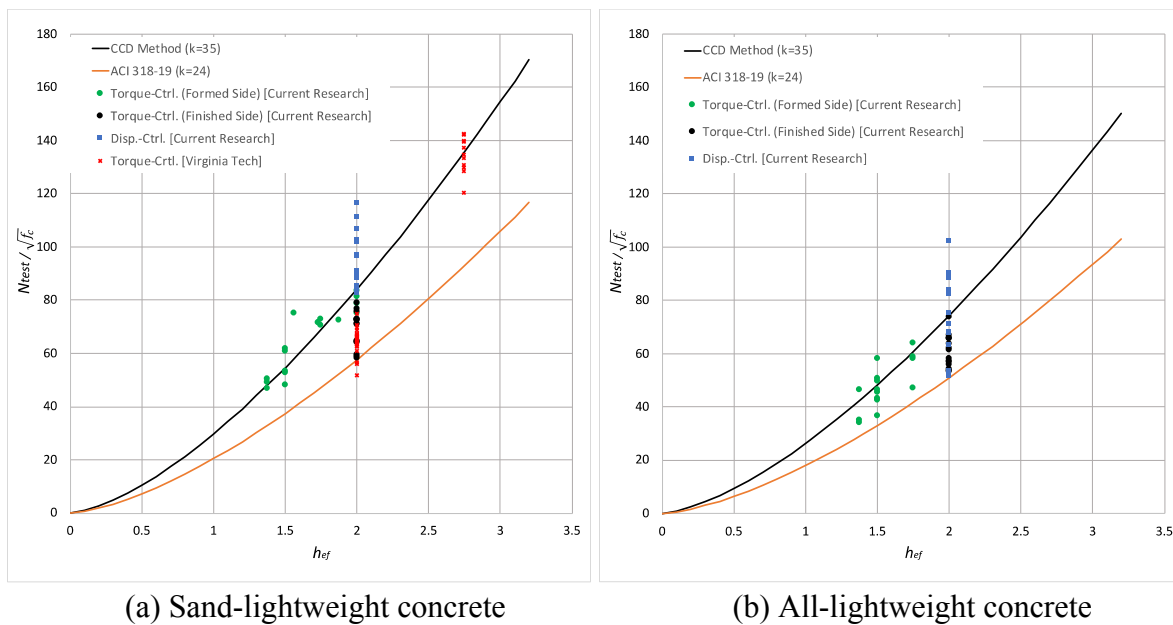 180
160
140
120
100
80
60
40
20
0
Ntest / √fc
CCD Method (k=35)
ACI 318-19 (k=24)
Torque-Ctrl. (Formed Side) [Current Research]
Torque-Ctrl. (Finished Side) [Current Research]
Disp.-Ctrl. [Current Research]
Torque-Crtl. [Virginia Tech]
0 0.5 1 1.5 2 2.5 3 3.5
hef
(a) Sand-lightweight concrete
180
160
140
120
100
80
60
40
20
0
Ntest / √fc
CCD Method (k=35)
ACI 318-19 (k=24)
Torque-Ctrl. (Formed Side) [Current Research]
Torque-Ctrl. (Finished Side) [Current Research]
Disp.-Ctrl. [Current Research]
0 0.5 1 1.5 2 2.5 3 3.5
hef
(b) All-lightweight concrete